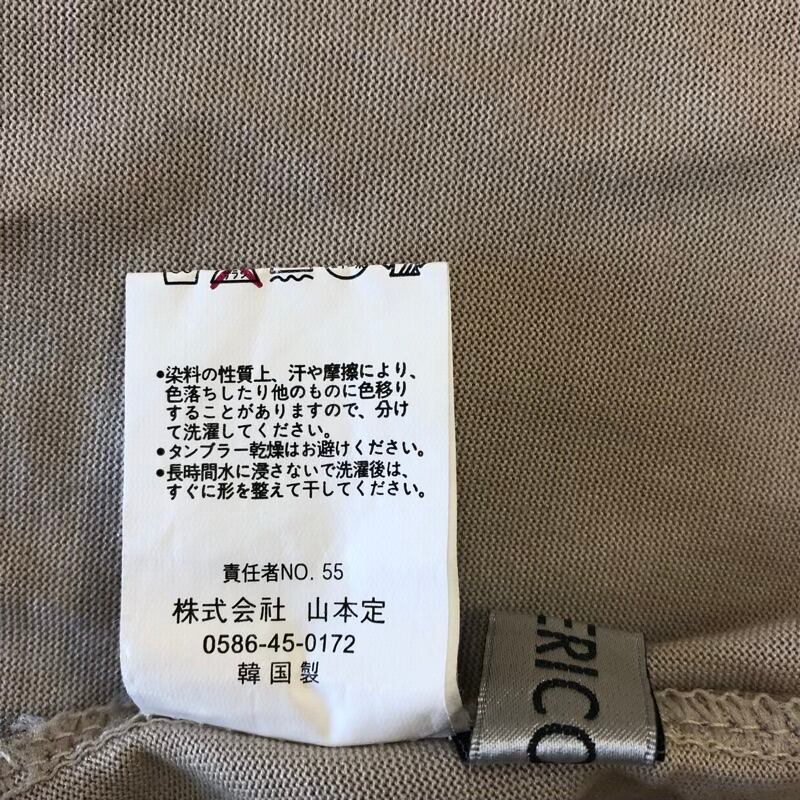 •染料の性質上、汗や摩擦により、
色落ちしたり他のものに色移り
することがありますので、分け
て洗濯してください。
•タンブラー乾燥はお避けください。
•長時間水に浸さないで洗濯後は、
すぐに形を整えて干してください。
責任者NO. 55
株式会社 山本定
0586-45-0172
韓国製
ERICO